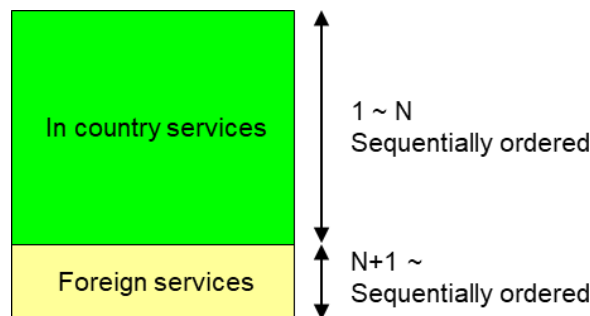 In country services
1 ~ N
Sequentially ordered
Foreign services
N+1 ~
Sequentially ordered